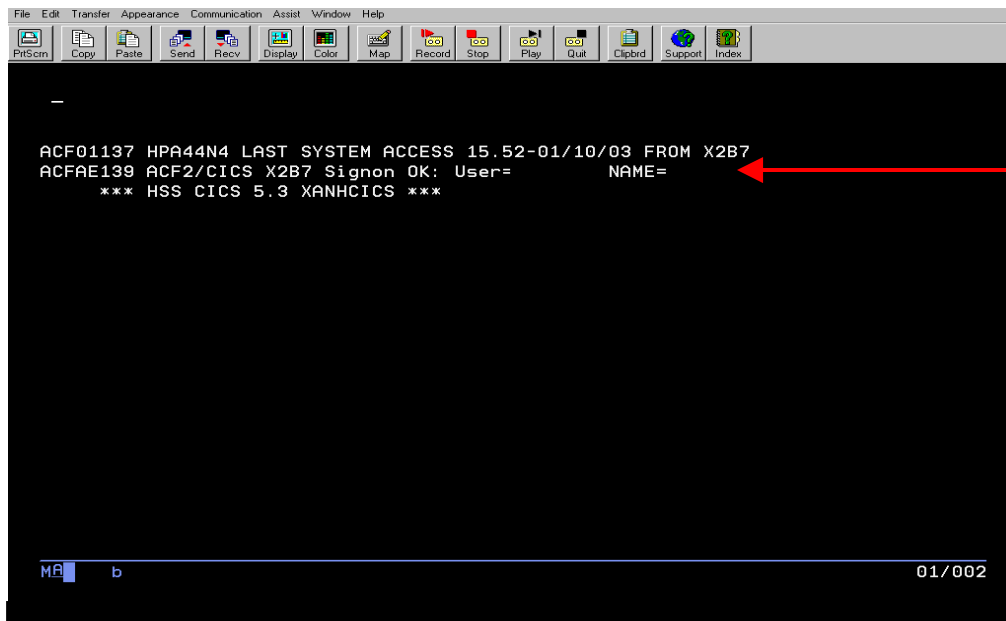 File Edit Transfer Appearance Communication Assist Window Help
PrtScrn Copy Paste Send Recv Display Color Map Record Stop Play Quit Clipbrd Support Index
_
ACF01137 HPA44N4 LAST SYSTEM ACCESS 15.52-01/10/03 FROM X2B7
ACFAE139 ACF2/CICS X2B7 Signon OK: User= NAME=
*** HSS CICS 5.3 XANHCICS ***
MA b 01/002